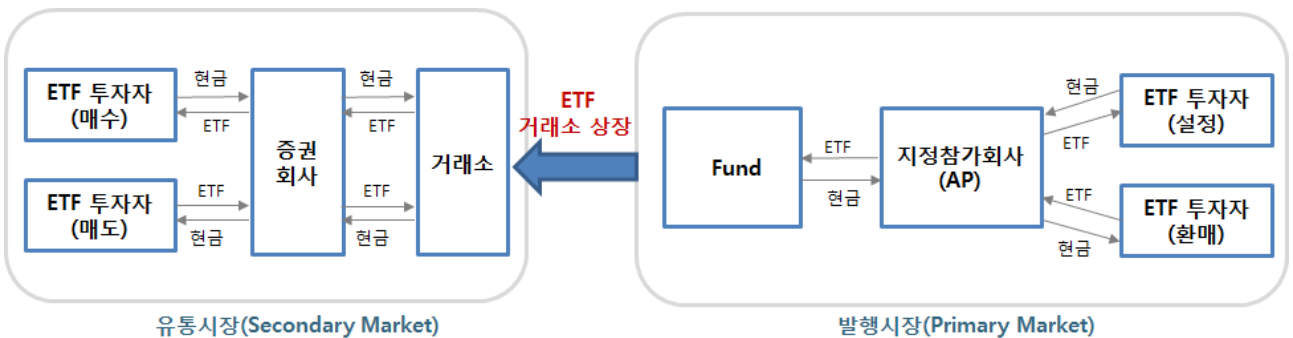 ETF 투자자
(매수)
현금
ETF
ETF 투자자
(매도)
ETF
현금
증권
회사
현금
ETF
ETF
현금
거래소
유통시장(Secondary Market)
ETF
거래소 상장
Fund
ETF
현금
지정참가회사
(AP)
현금
ETF
ETF
현금
ETF 투자자
(설정)
ETF 투자자
(환매)
발행시장(Primary Market)